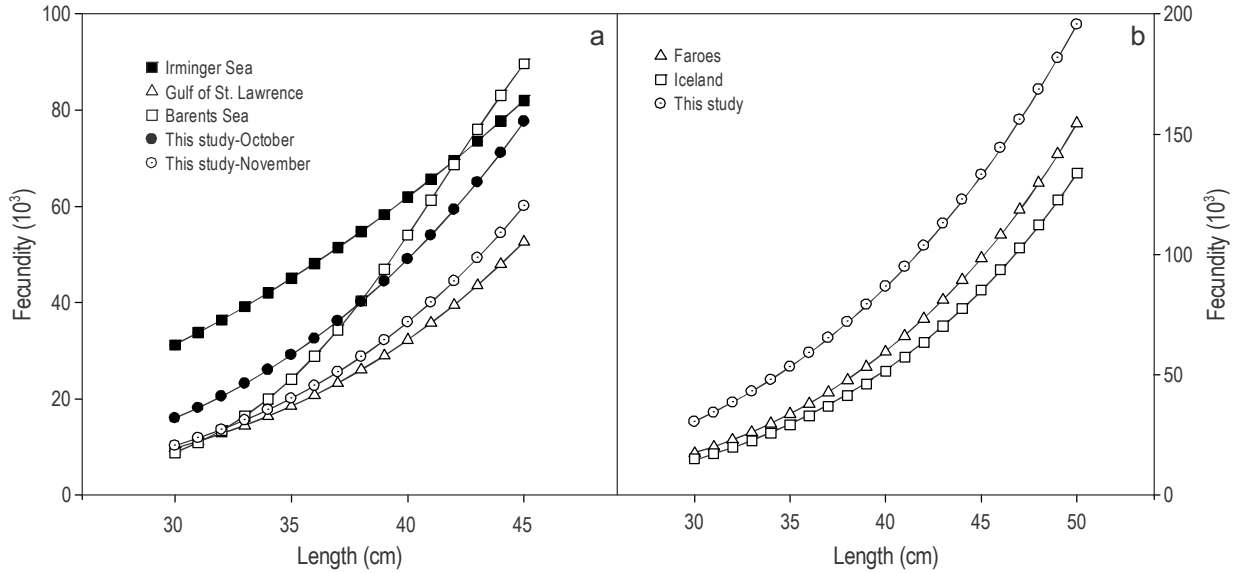 a
Irminger Sea
Gulf of St. Lawrence
Barents Sea
This study-October
This study-November
Fecundity (10³)
100
80
60
40
20
0
30 35 40 45
Length (cm)
b
Faroes
Iceland
This study
200
150
100
50
0
Fecundity (10³)
30 35 40 45 50
Length (cm)